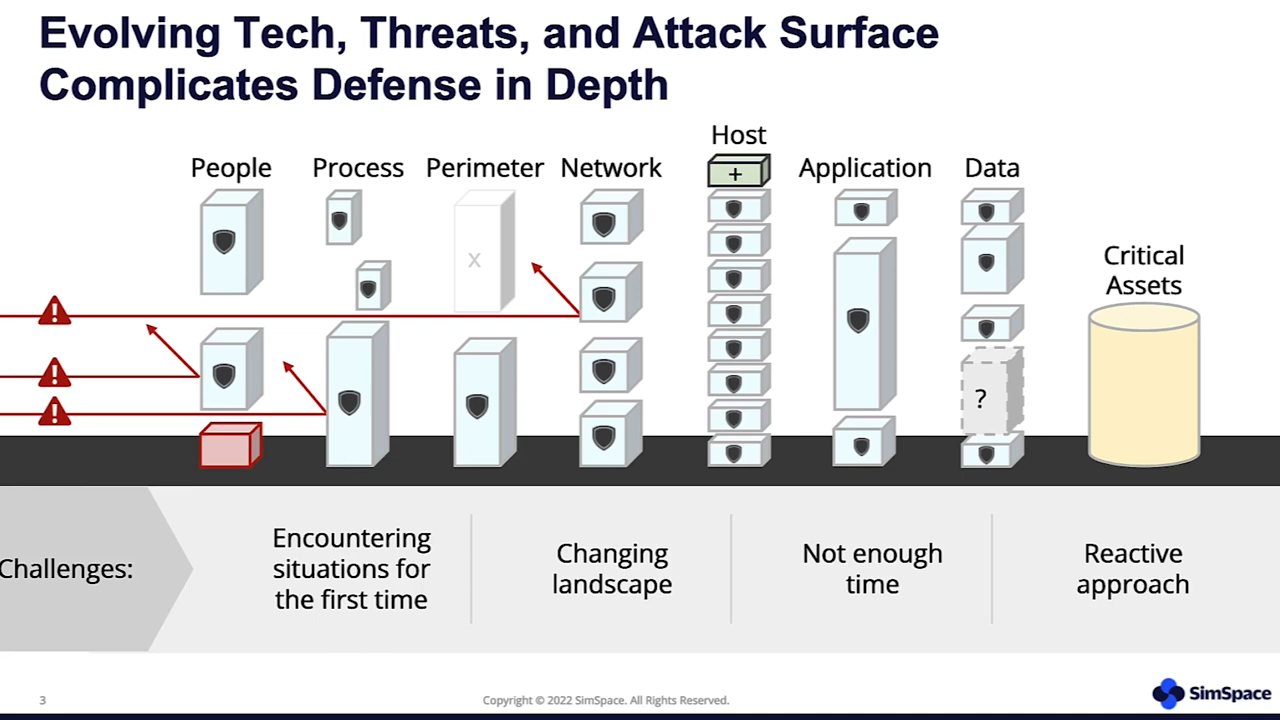 Evolving Tech, Threats, and Attack Surface
Complicates Defense in Depth
Host
People Process Perimeter Network Application Data
+
x
Critical
Assets
?
Challenges:
Encountering
situations for
the first time
Changing
landscape
Not enough
time
Reactive
approach
3
Copyright © 2022 SimSpace. All Rights Reserved.
SimSpace